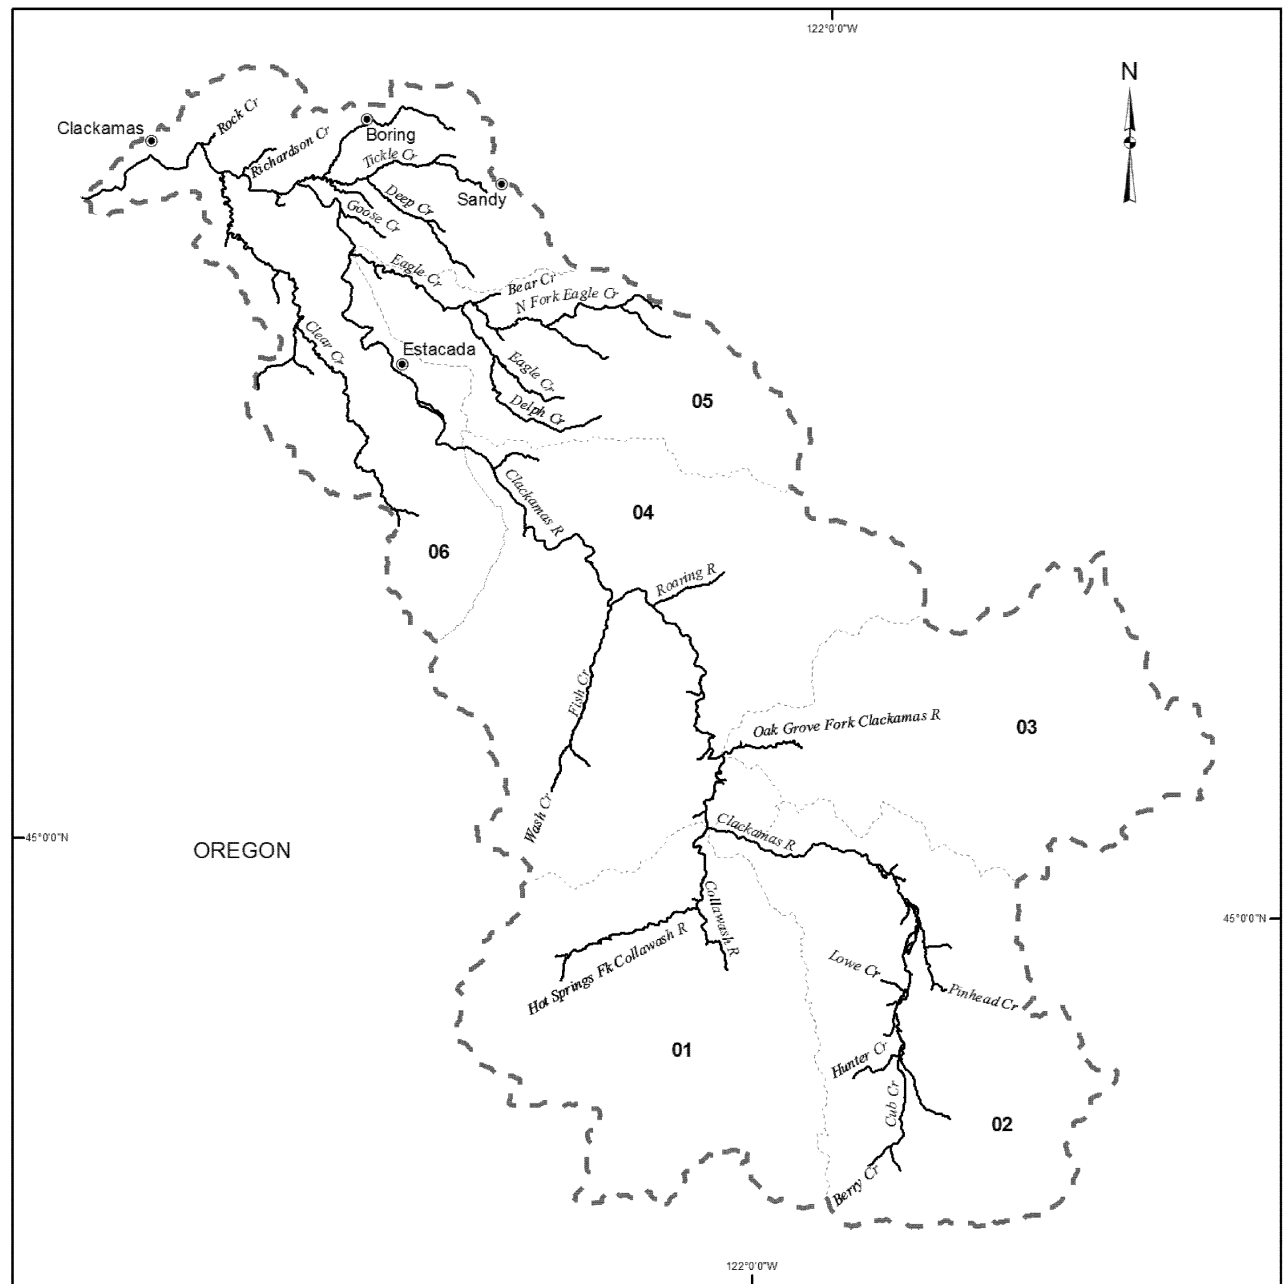 122°0'0"W
N
Clackamas
Rock Cr
Boring
Richardson Cr
Tickle Cr
Sandy
Deep Cr
Goose Cr
Eagle Cr
Bear Cr
N Fork Eagle Cr
Clear Cr
Estacada
Eagle Cr
Delph Cr
05
Clackamas R
04
06
Roaring R
Fish Cr
Oak Grove Fork Clackamas R
03
Wash Cr
Clackamas R
45°0'0"N
OREGON
Collawash R
45°0'0"N
Hot Springs Fk Collawash R
Lowe Cr
Pinhead Cr
01
Hunter Cr
Cub Cr
02
Berry Cr
122°0'0"W